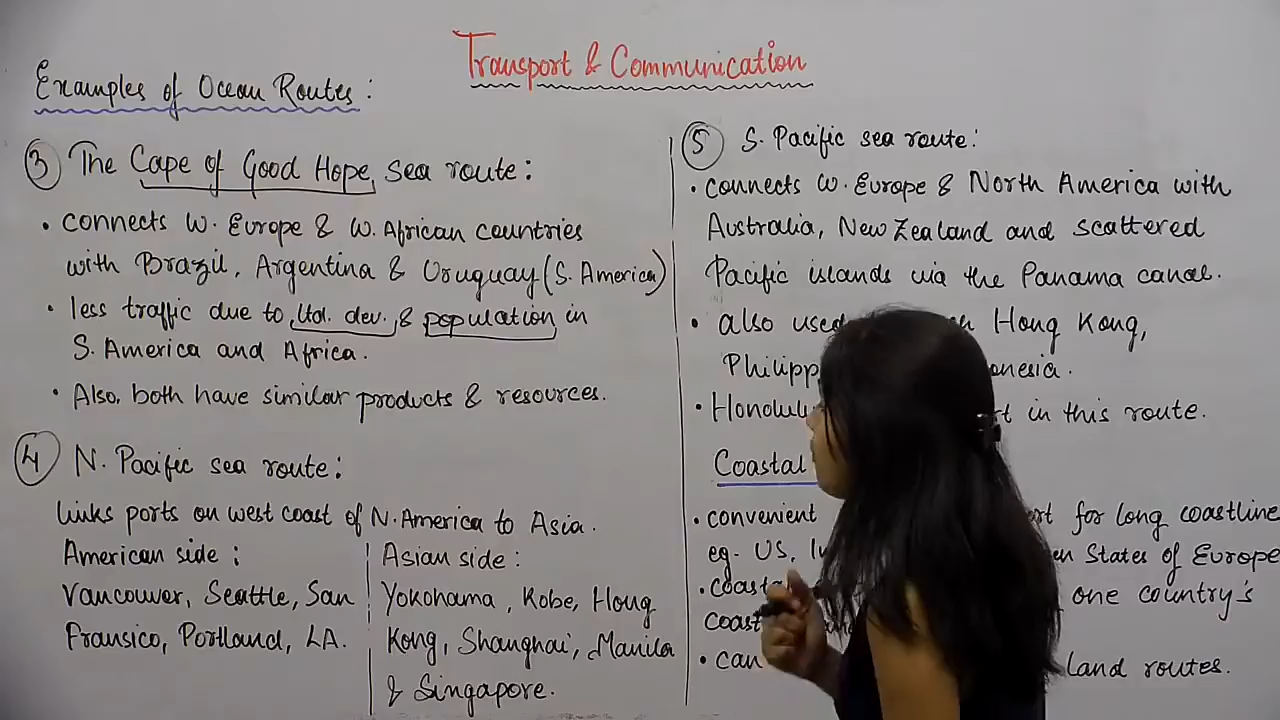 Transport & Communication
Examples of Ocean Routes:
3 The Cape of Good Hope sea route:
• connects W. Europe & W. African countries
with Brazil, Argentina & Uruguay (S. America)
• less traffic due to ltd. dev. & population in
S. America and Africa.
• Also, both have similar products & resources.
4 N. Pacific sea route:
links ports on west coast of N. America to Asia.
American side:
Vancouver, Seattle, San
Fransico, Portland, LA.
Asian side:
Yokohama, Kobe, Hong
Kong, Shanghai, Manila
& Singapore.
5 S. Pacific sea route:
• connects W. Europe & North America with
Australia, New Zealand and scattered
Pacific islands via the Panama canal.
• also used Hong Kong,
• in this route.
Coastal
• convenient for long coastline
eg- US, States of Europe
one country's
• can land routes.